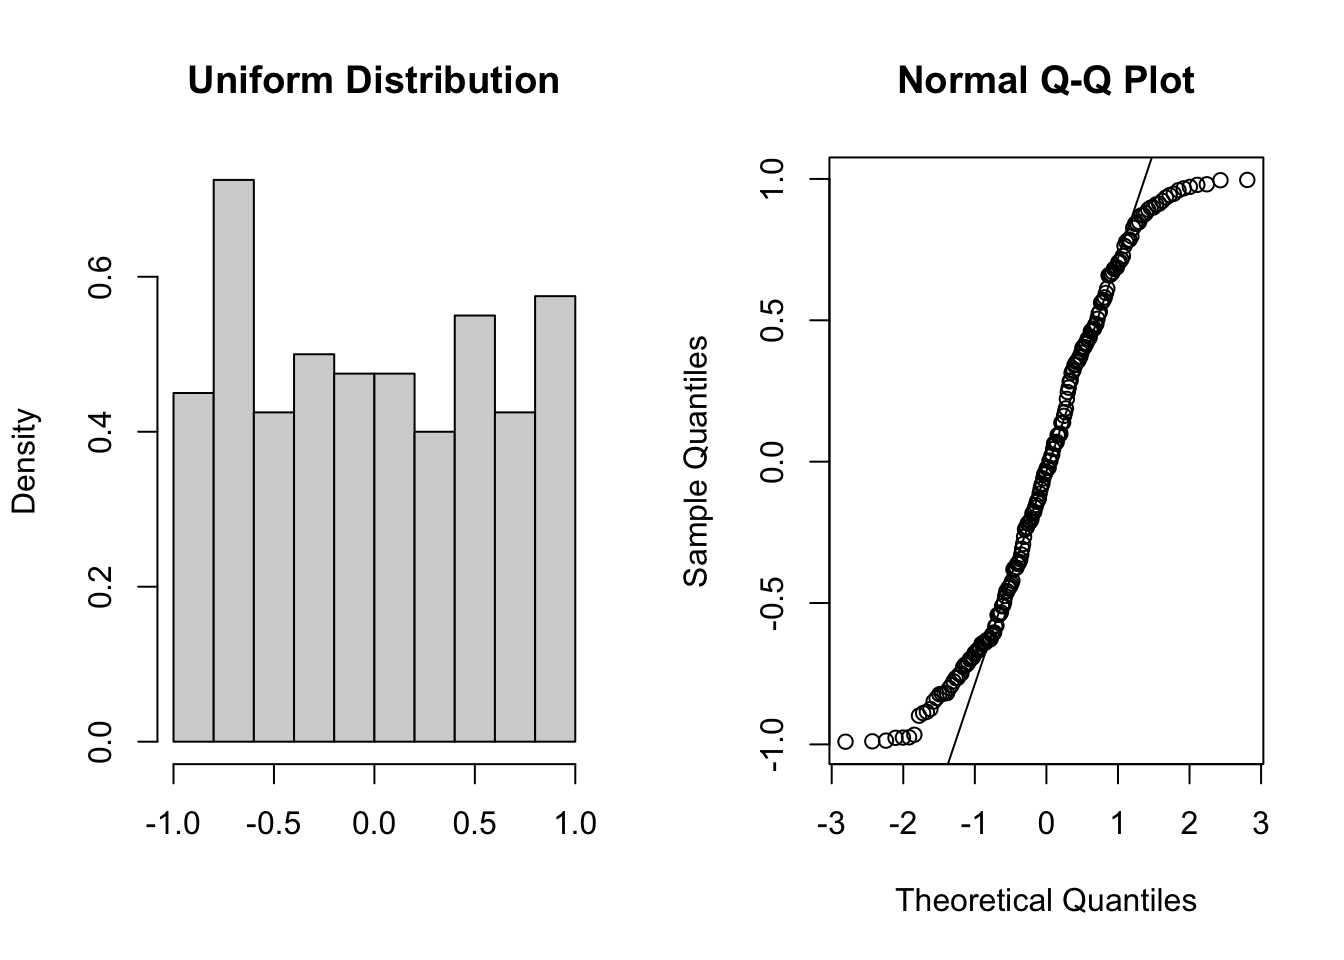 Uniform Distribution
Density
0.0 0.2 0.4 0.6
-1.0 -0.5 0.0 0.5 1.0
Normal Q-Q Plot
Sample Quantiles
-1.0 -0.5 0.0 0.5 1.0
-3 -2 -1 0 1 2 3
Theoretical Quantiles